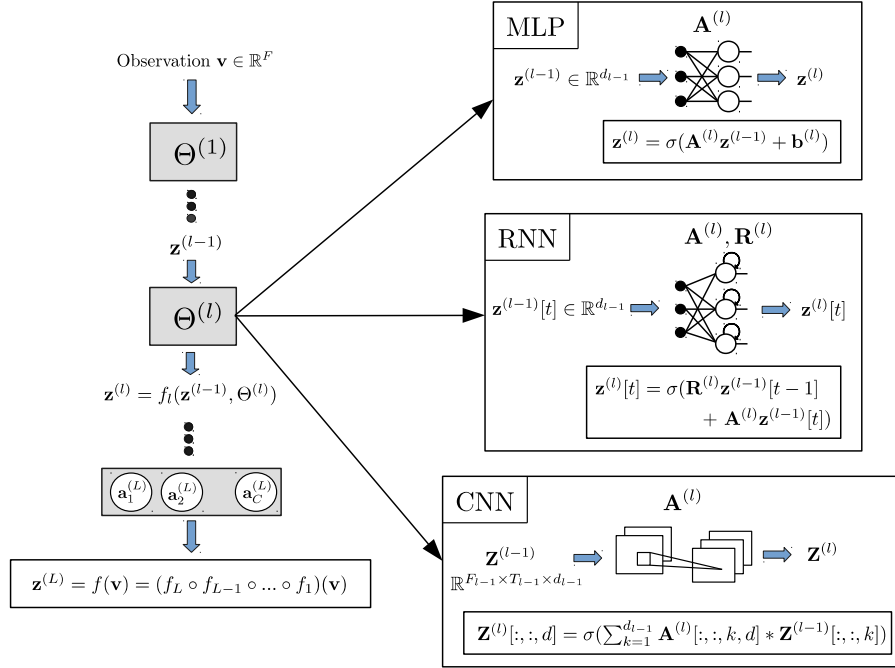 Observation v ∈ ℝ^F
Θ^(1)
z^(l−1)
Θ^(l)
z^(l) = f_l(z^(l−1), Θ^(l))
a_1^(L) a_2^(L) a_C^(L)
z^(L) = f(v) = (f_L ∘ f_{L−1} ∘ ... ∘ f_1)(v)
MLP
A^(l)
z^(l−1) ∈ ℝ^{d_{l−1}}
z^(l)
z^(l) = σ(A^(l) z^(l−1) + b^(l))
RNN
A^(l), R^(l)
z^(l−1)[t] ∈ ℝ^{d_{l−1}}
z^(l)[t]
z^(l)[t] = σ(R^(l) z^(l−1)[t − 1]
+ A^(l) z^(l−1)[t])
CNN
A^(l)
Z^(l−1)
ℝ^{F_{l−1}×T_{l−1}×d_{l−1}}
Z^(l)
Z^(l)[:, :, d] = σ(∑_{k=1}^{d_{l−1}} A^(l)[:, :, k, d] ∗ Z^(l−1)[:, :, k])